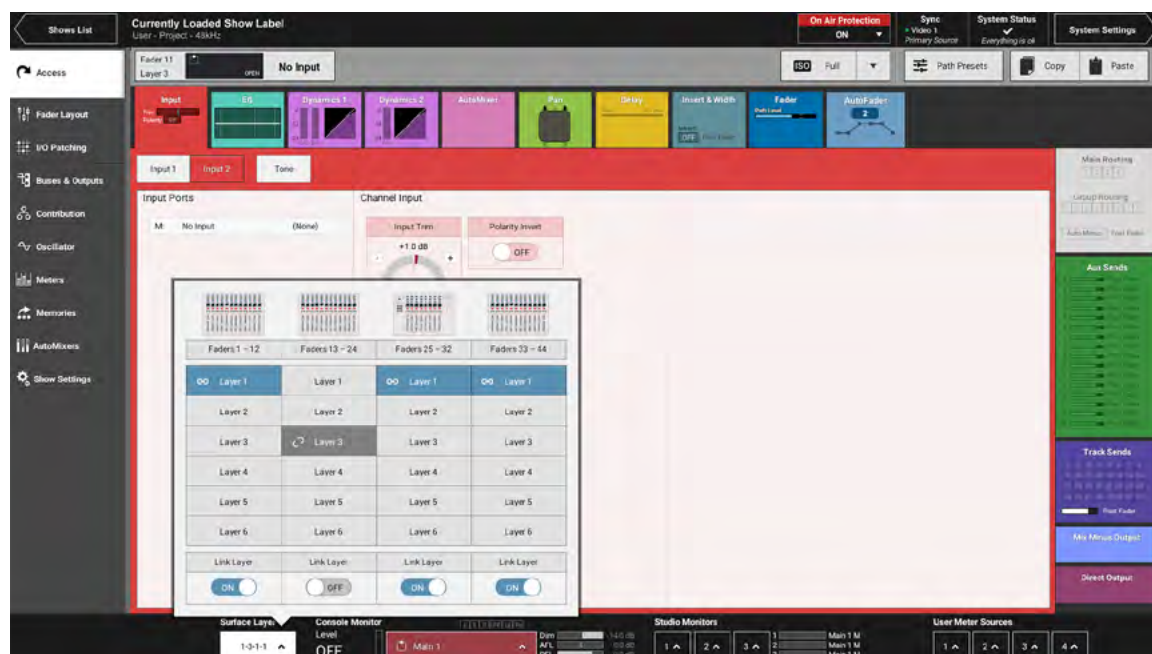 Shows List
Currently Loaded Show Label
User - Project - 48kHz
On Air Protection
ON
Sync
Video 1
Primary Source
System Status
Everything is ok
System Settings
Access
Fader 11
Layer 3
OPEN
No Input
ISO Full
Path Presets
Copy
Paste
Fader Layout
I/O Patching
Buses & Outputs
Contribution
Oscillator
Meters
Memories
AutoMixers
Show Settings
Input
EQ
Dynamics 1
Dynamics 2
AutoMixer
Pan
Delay
Insert & Width
OFF
Fader
AutoFader
2
Input 1
Input 2
Tone
Input Ports
Channel Input
M: No Input (None)
Input Trim
+1.0 dB
- +
Polarity Invert
OFF
Faders 1 - 12 Faders 13 - 24 Faders 25 - 32 Faders 33 - 44
Layer 1 Layer 1 Layer 1 Layer 1
Layer 2 Layer 2 Layer 2 Layer 2
Layer 3 Layer 3 Layer 3 Layer 3
Layer 4 Layer 4 Layer 4 Layer 4
Layer 5 Layer 5 Layer 5 Layer 5
Layer 6 Layer 6 Layer 6 Layer 6
Link Layer Link Layer Link Layer Link Layer
ON OFF ON ON
Main Routing
Group Routing
Auto Minus
Aux Sends
Track Sends
Post Fader
Mix Minus Output
Direct Output
Surface Layer
1-3-1-1
Console Monitor
Level
OFF
Main 1
Dim
AFL
PFL
Studio Monitors
1 2 3
1 Main 1 M
2 Main 1 M
3 Main 1 M
User Meter Sources
1 2 3 4